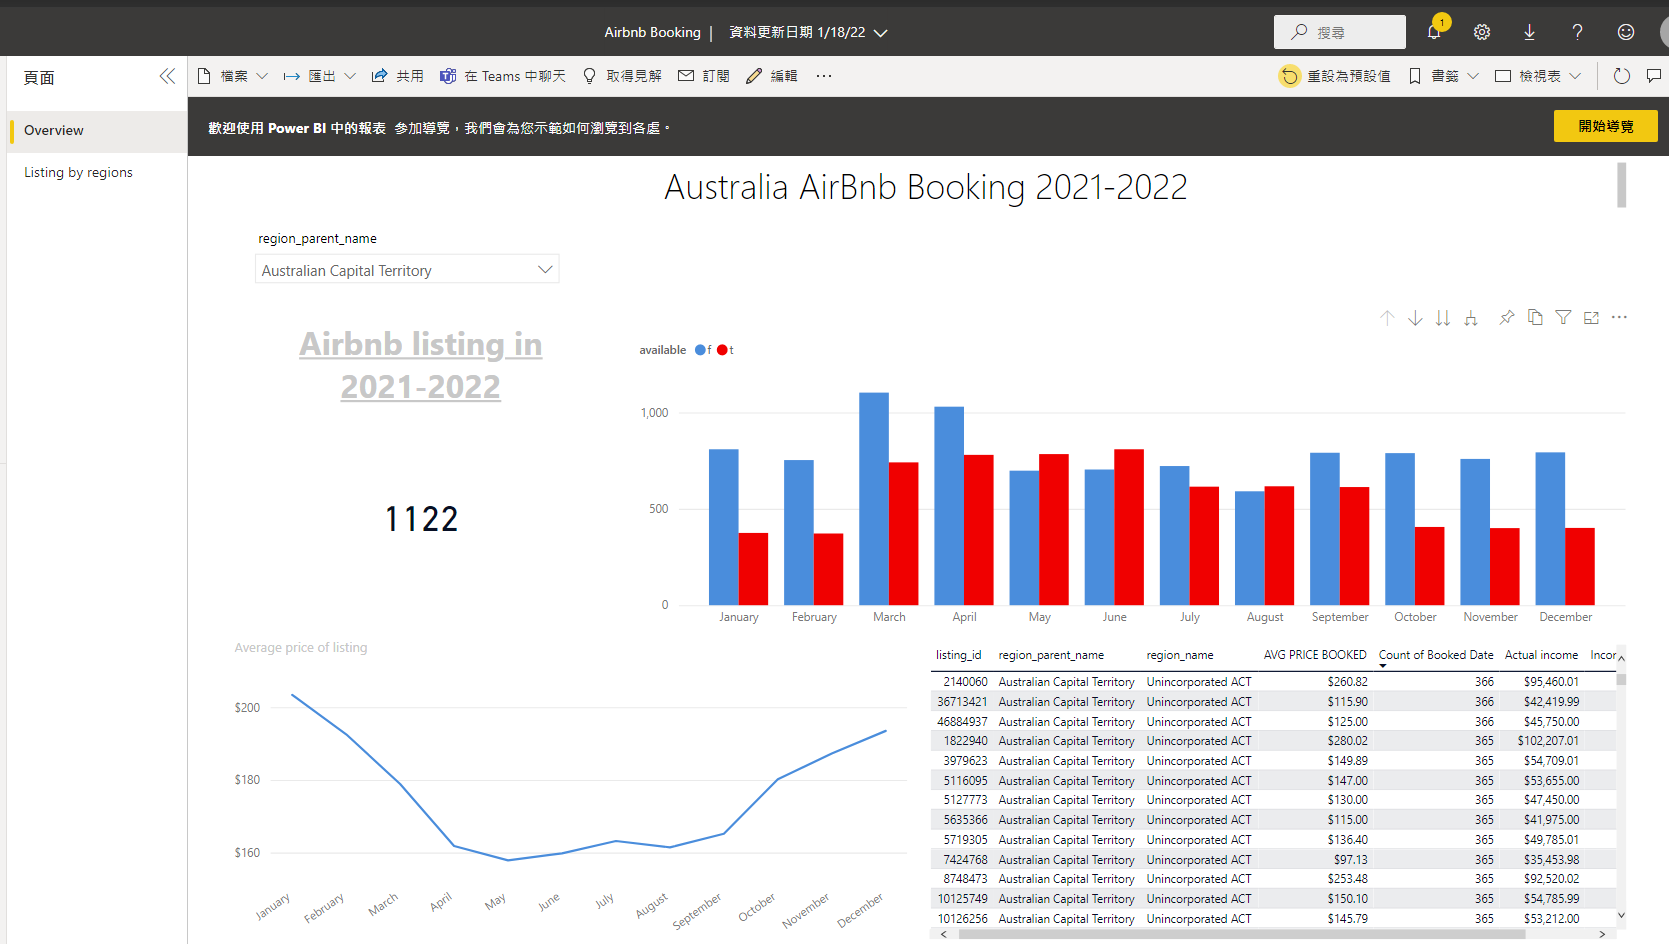 Airbnb Booking | 資料更新日期 1/18/22
搜尋
1
頁面
檔案 匯出 共用 在 Teams 中聊天 取得見解 訂閱 編輯 ···
重設為預設值 書籤 檢視表
Overview
Listing by regions
歡迎使用 Power BI 中的報表 參加導覽，我們會為您示範如何瀏覽到各處。
開始導覽
Australia AirBnb Booking 2021-2022
region_parent_name
Australian Capital Territory
Airbnb listing in
2021-2022
1122
available f t
1,000
500
0
January February March April May June July August September October November December
Average price of listing
$200
$180
$160
January February March April May June July August September October November December
listing_id region_parent_name region_name AVG PRICE BOOKED Count of Booked Date Actual income Incor
2140060 Australian Capital Territory Unincorporated ACT $260.82 366 $95,460.01
36713421 Australian Capital Territory Unincorporated ACT $115.90 366 $42,419.99
46884937 Australian Capital Territory Unincorporated ACT $125.00 366 $45,750.00
1822940 Australian Capital Territory Unincorporated ACT $280.02 365 $102,207.01
3979623 Australian Capital Territory Unincorporated ACT $149.89 365 $54,709.01
5116095 Australian Capital Territory Unincorporated ACT $147.00 365 $53,655.00
5127773 Australian Capital Territory Unincorporated ACT $130.00 365 $47,450.00
5635366 Australian Capital Territory Unincorporated ACT $115.00 365 $41,975.00
5719305 Australian Capital Territory Unincorporated ACT $136.40 365 $49,785.01
7424768 Australian Capital Territory Unincorporated ACT $97.13 365 $35,453.98
8748473 Australian Capital Territory Unincorporated ACT $253.48 365 $92,520.02
10125749 Australian Capital Territory Unincorporated ACT $150.10 365 $54,785.99
10126256 Australian Capital Territory Unincorporated ACT $145.79 365 $53,212.00